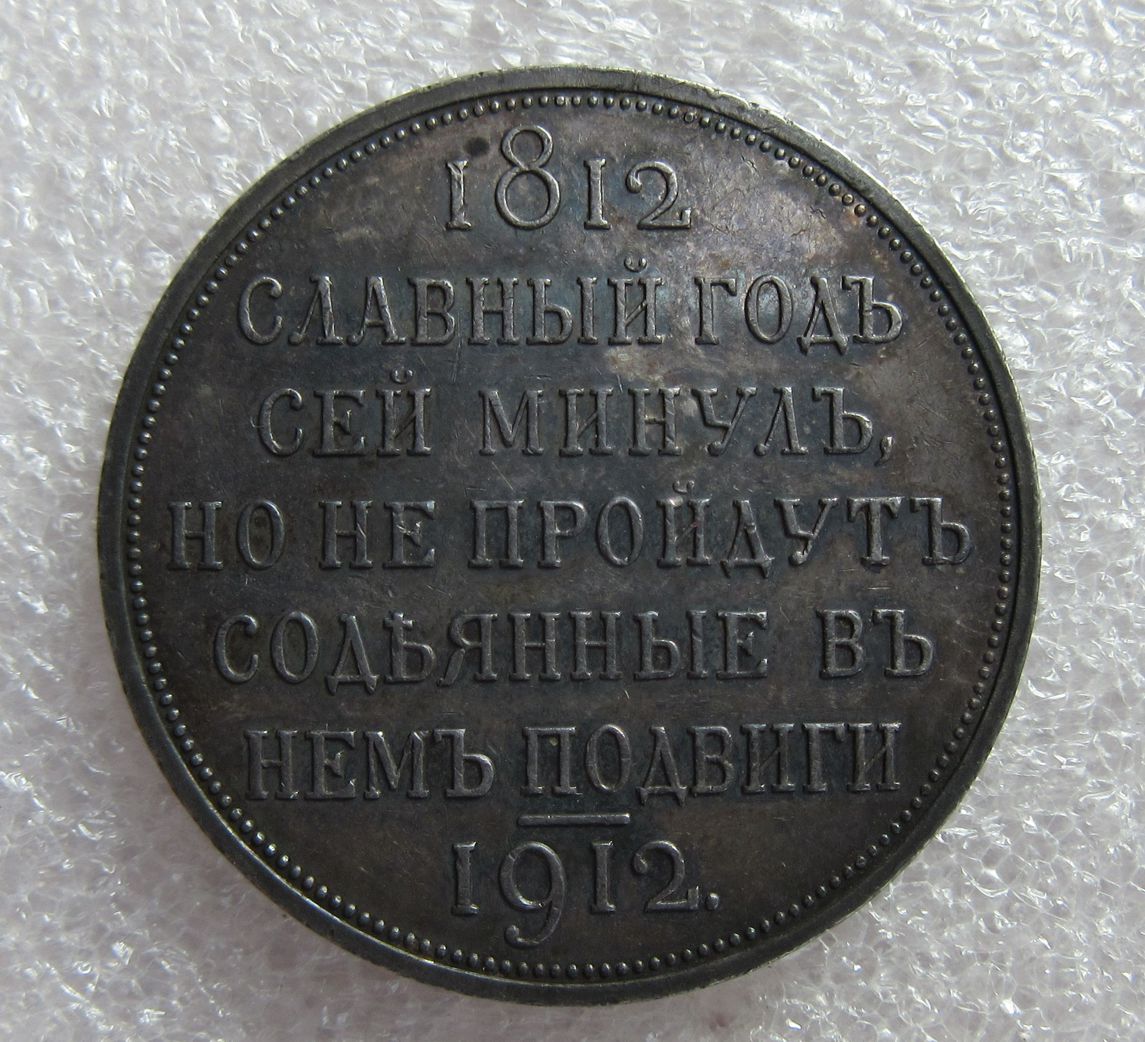 1812
СЛАВНЫЙ ГОДЪ
СЕЙ МИНУЛЪ,
НО НЕ ПРОЙДУТЪ
СОДѢЯННЫЕ ВЪ
НЕМЪ ПОДВИГИ
1912.